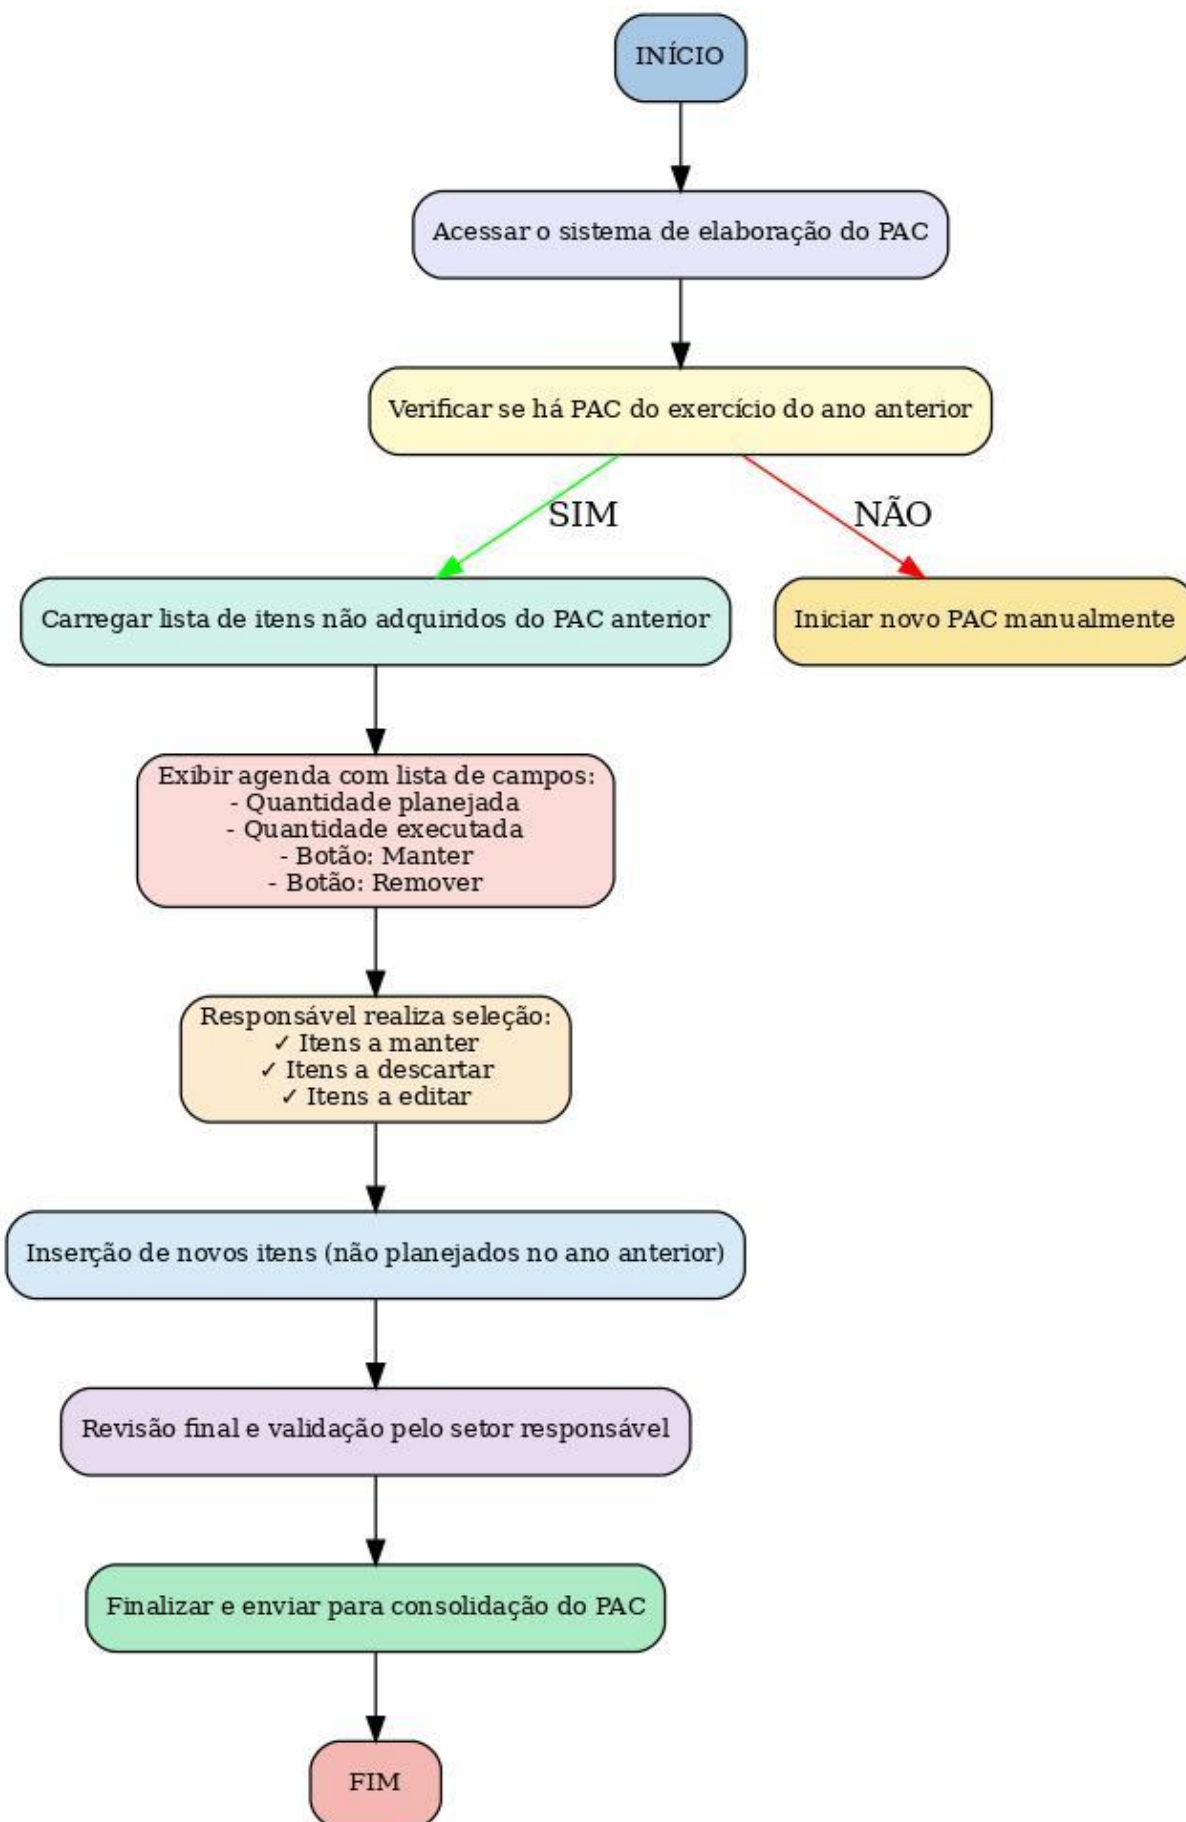 INÍCIO
Acessar o sistema de elaboração do PAC
Verificar se há PAC do exercício do ano anterior
SIM
NÃO
Carregar lista de itens não adquiridos do PAC anterior
Iniciar novo PAC manualmente
Exibir agenda com lista de campos:
- Quantidade planejada
- Quantidade executada
- Botão: Manter
- Botão: Remover
Responsável realiza seleção:
✓ Itens a manter
✓ Itens a descartar
✓ Itens a editar
Inserção de novos itens (não planejados no ano anterior)
Revisão final e validação pelo setor responsável
Finalizar e enviar para consolidação do PAC
FIM